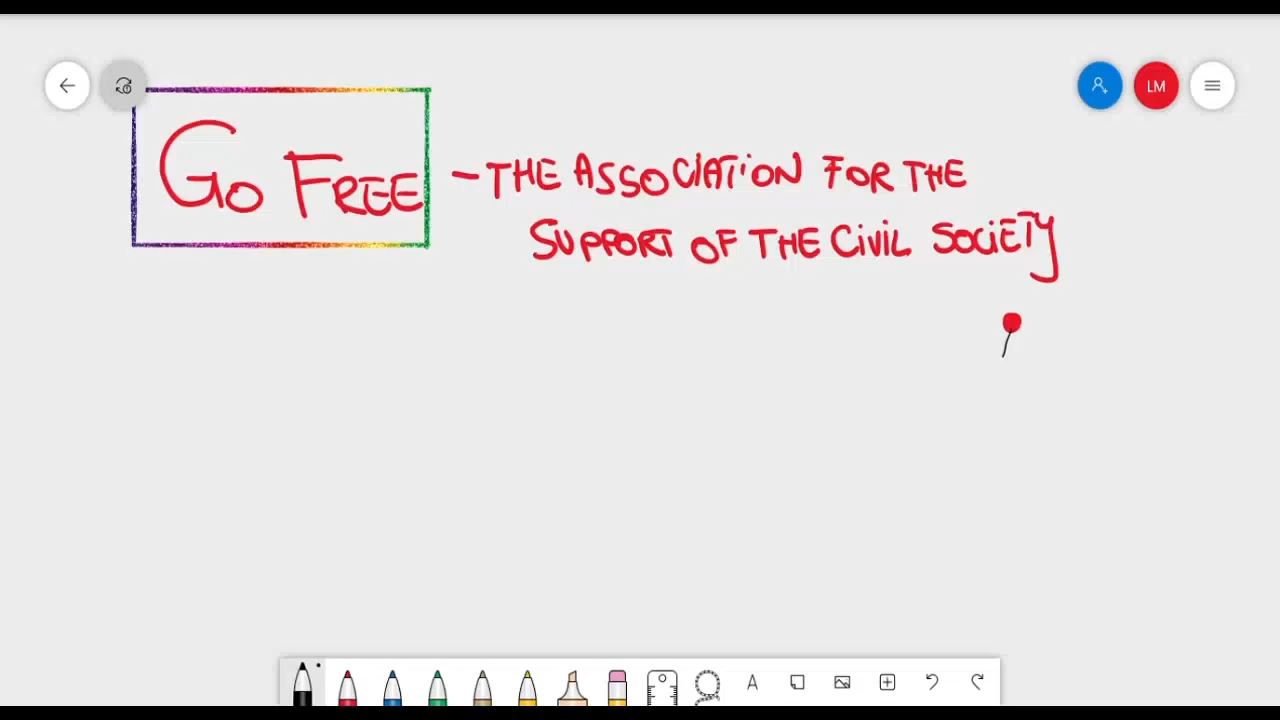 LM
GO FREE - THE ASSOCIATION FOR THE
SUPPORT OF THE CIVIL SOCIETY
A